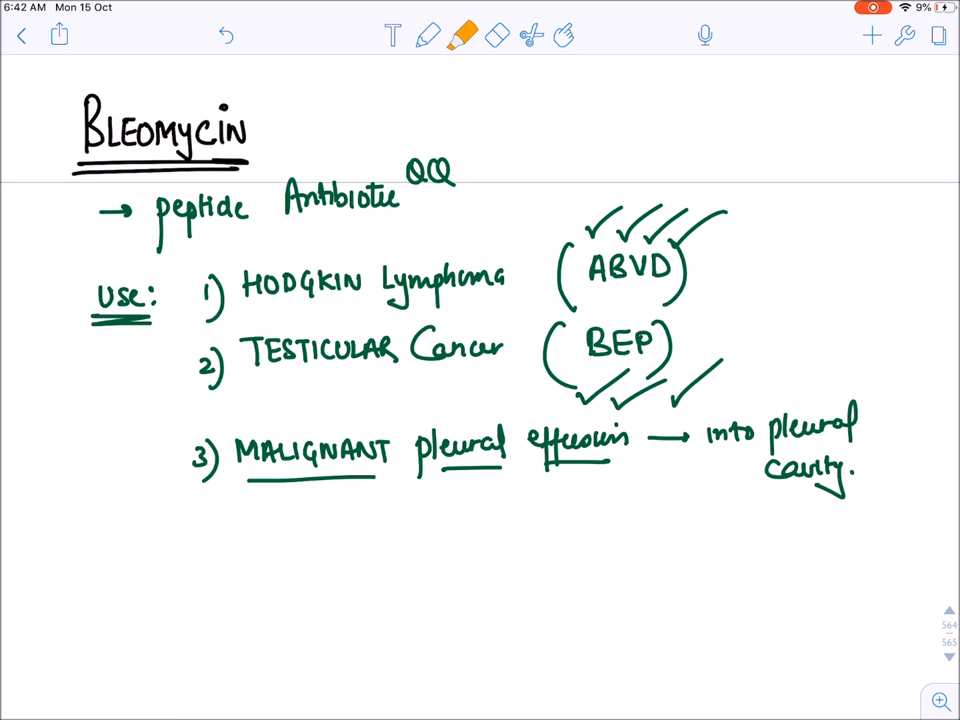 6:42 AM Mon 15 Oct 9%
T
BLEOMYCIN
→ peptide Antibiotic QQ
Use: 1) HODGKIN Lymphoma (ABVD)
2) TESTICULAR Cancer (BEP)
3) MALIGNANT pleural effusion → into pleural
cavity.
564
565